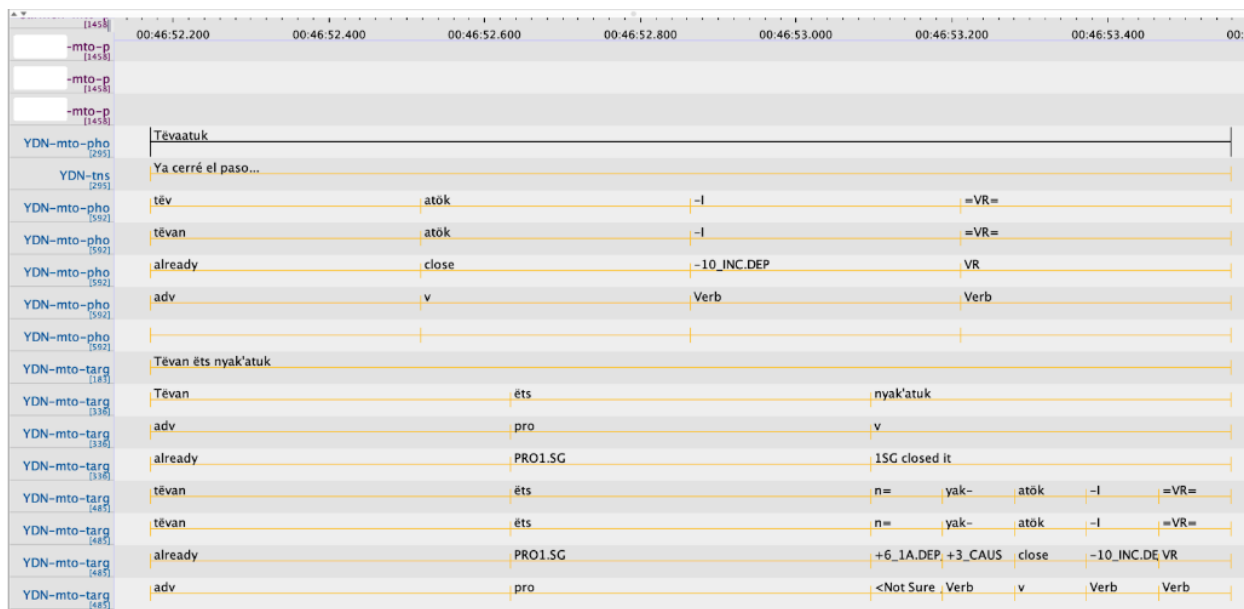 [1458]
00:46:52.200 00:46:52.400 00:46:52.600 00:46:52.800 00:46:53.000 00:46:53.200 00:46:53.400 00:
-mto-p
[1458]
-mto-p
[1458]
-mto-p
[1458]
YDN-mto-pho Tëvaatuk
[295]
YDN-tns Ya cerré el paso...
[295]
YDN-mto-pho tëv atök -I =VR=
[592]
YDN-mto-pho tëvan atök -I =VR=
[592]
YDN-mto-pho already close -10_INC.DEP VR
[592]
YDN-mto-pho adv v Verb Verb
[592]
YDN-mto-pho
[592]
YDN-mto-targ Tëvan ëts nyak'atuk
[183]
YDN-mto-targ Tëvan ëts nyak'atuk
[336]
YDN-mto-targ adv pro v
[336]
YDN-mto-targ already PRO1.SG 1SG closed it
[336]
YDN-mto-targ tëvan ëts n= yak- atök -I =VR=
[485]
YDN-mto-targ tëvan ëts n= yak- atök -I =VR=
[485]
YDN-mto-targ already PRO1.SG +6_1A.DEP. +3_CAUS close -10_INC.DE VR
[485]
YDN-mto-targ adv pro <Not Sure Verb v Verb Verb
[485]